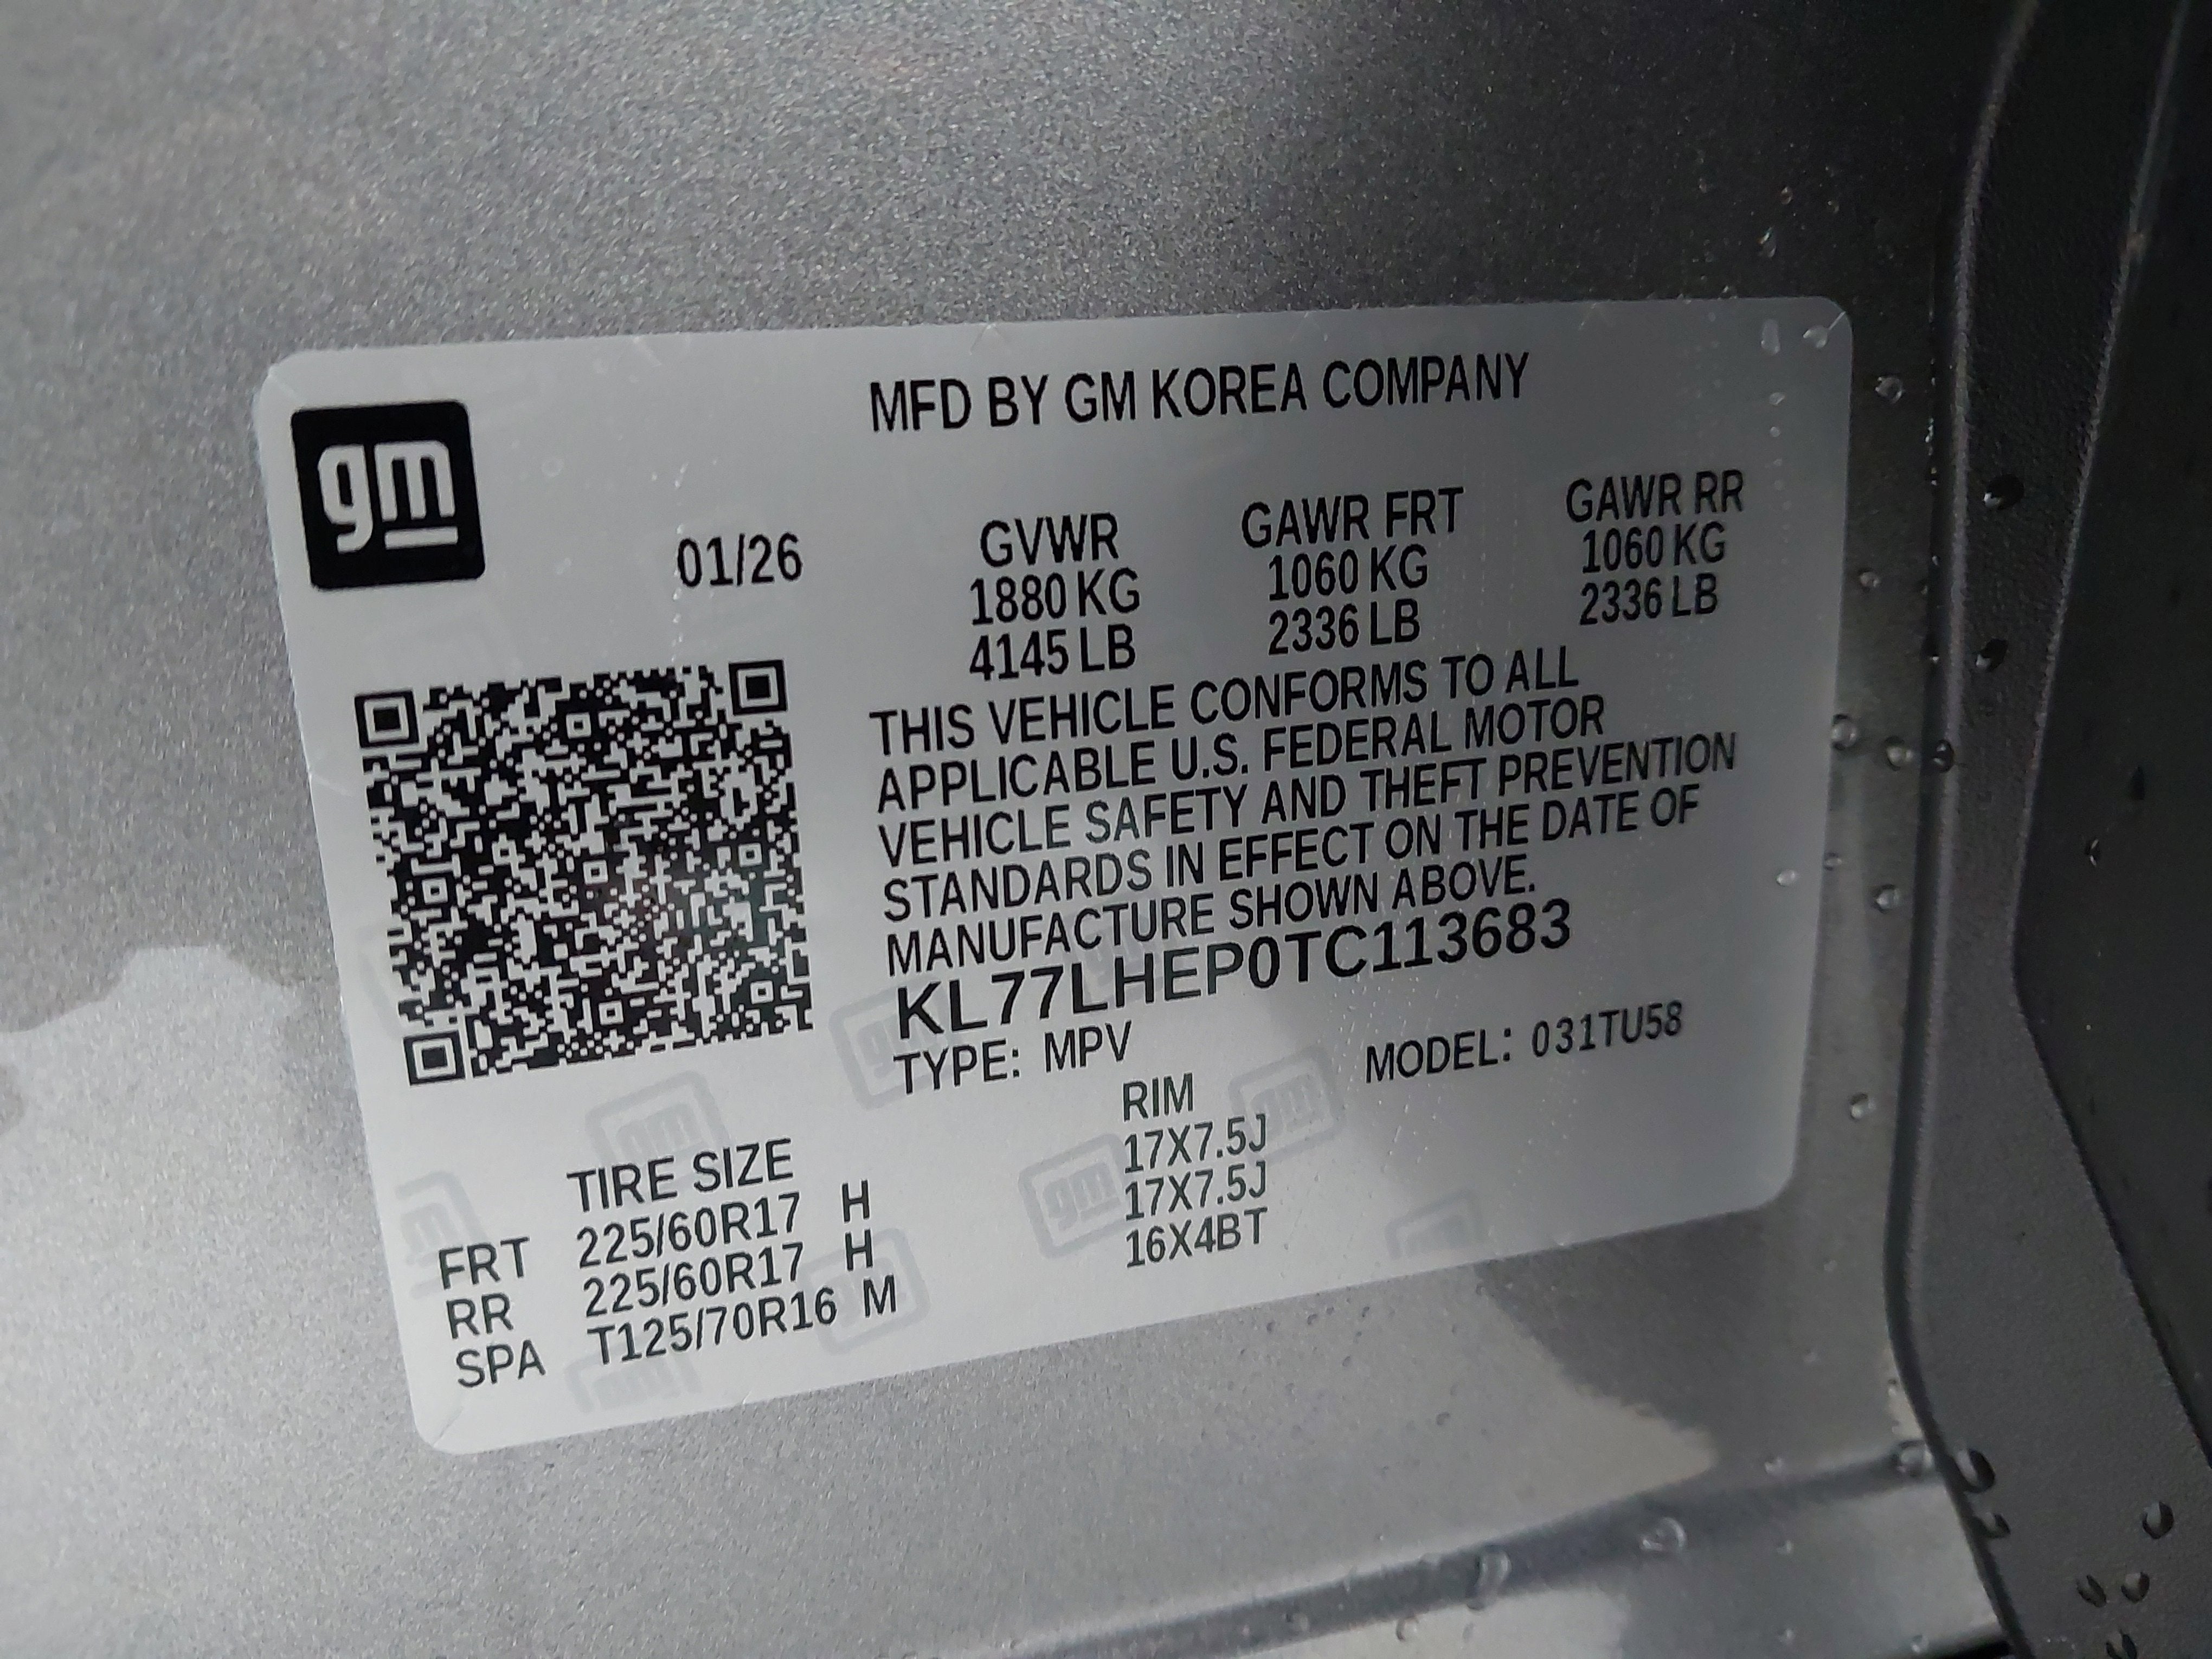 gm
MFD BY GM KOREA COMPANY
01/26
GVWR
1880 KG
4145 LB
GAWR FRT
1060 KG
2336 LB
GAWR RR
1060 KG
2336 LB
THIS VEHICLE CONFORMS TO ALL
APPLICABLE U.S. FEDERAL MOTOR
VEHICLE SAFETY AND THEFT PREVENTION
STANDARDS IN EFFECT ON THE DATE OF
MANUFACTURE SHOWN ABOVE.
KL77LHEP0TC113683
TYPE: MPV MODEL: 031TU58
TIRE SIZE RIM
FRT 225/60R17 H 17X7.5J
RR 225/60R17 H 17X7.5J
SPA T125/70R16 M 16X4BT